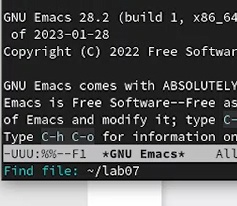 GNU Emacs 28.2 (build 1, x86_64
 of 2023-01-28
Copyright (C) 2022 Free Softwar
GNU Emacs comes with ABSOLUTELY
Emacs is Free Software--Free as
of Emacs and modify it; type C-
Type C-h C-o for information on
-UUU:%%--F1  *GNU Emacs*     All
Find file: ~/lab07